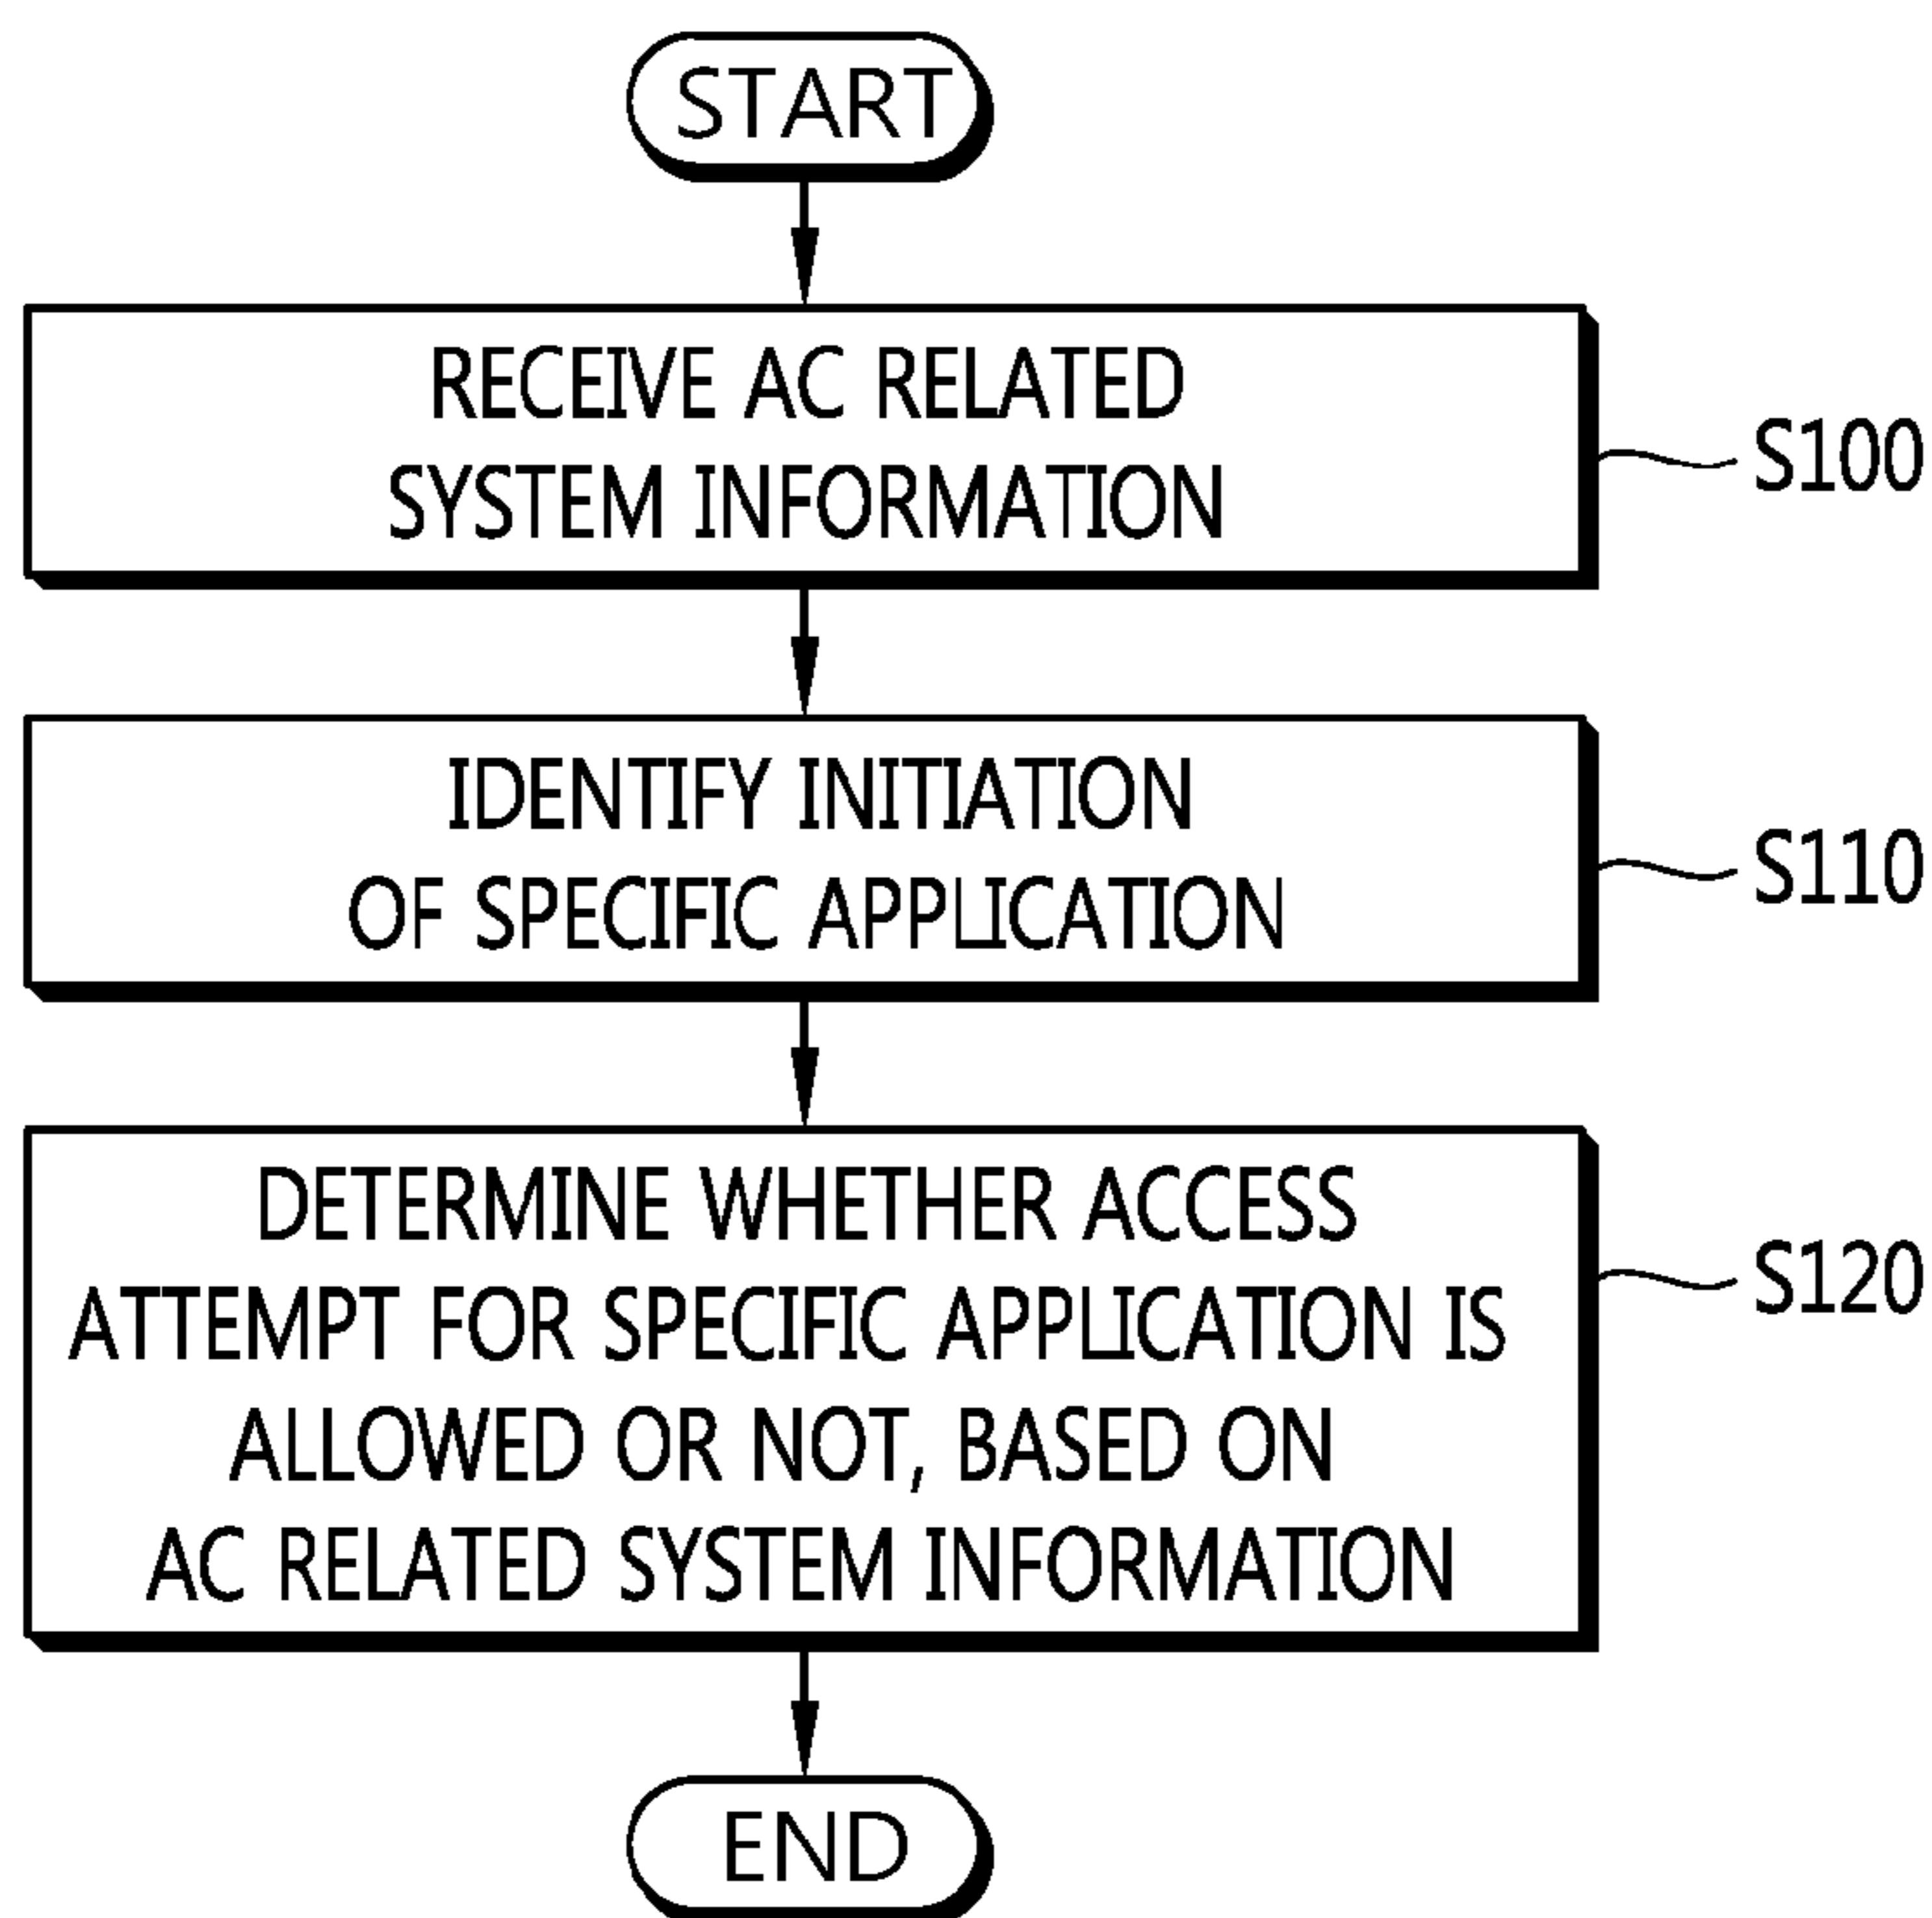 START
RECEIVE AC RELATED
SYSTEM INFORMATION
S100
IDENTIFY INITIATION
OF SPECIFIC APPLICATION
S110
DETERMINE WHETHER ACCESS
ATTEMPT FOR SPECIFIC APPLICATION IS
ALLOWED OR NOT, BASED ON
AC RELATED SYSTEM INFORMATION
S120
END